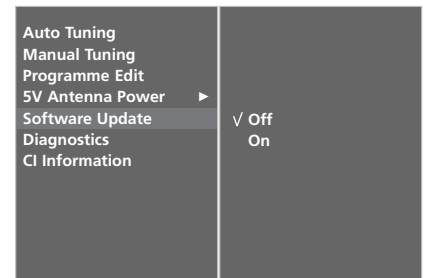 Auto Tuning
Manual Tuning
Programme Edit
5V Antenna Power ►
Software Update
Diagnostics
CI Information
√ Off
On